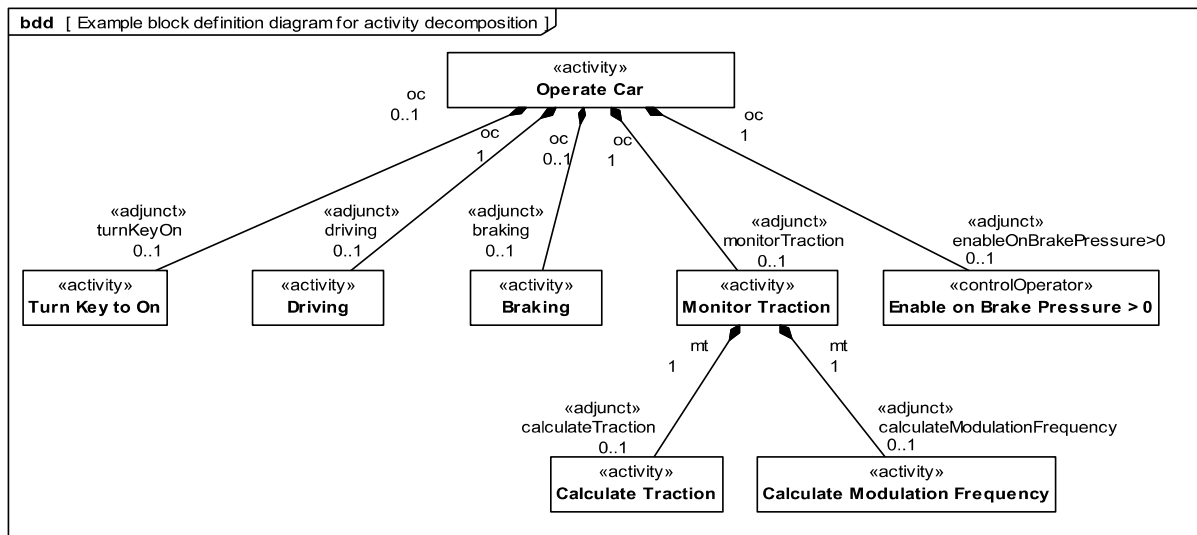 bdd [ Example block definition diagram for activity decomposition ]
«activity»
Operate Car
oc
0..1
oc
1
oc
0..1
oc
1
oc
1
«adjunct»
turnKeyOn
0..1
«adjunct»
driving
0..1
«adjunct»
braking
0..1
«adjunct»
monitorTraction
0..1
«adjunct»
enableOnBrakePressure>0
0..1
«activity»
Turn Key to On
«activity»
Driving
«activity»
Braking
«activity»
Monitor Traction
«controlOperator»
Enable on Brake Pressure > 0
mt
1
mt
1
«adjunct»
calculateTraction
0..1
«adjunct»
calculateModulationFrequency
0..1
«activity»
Calculate Traction
«activity»
Calculate Modulation Frequency